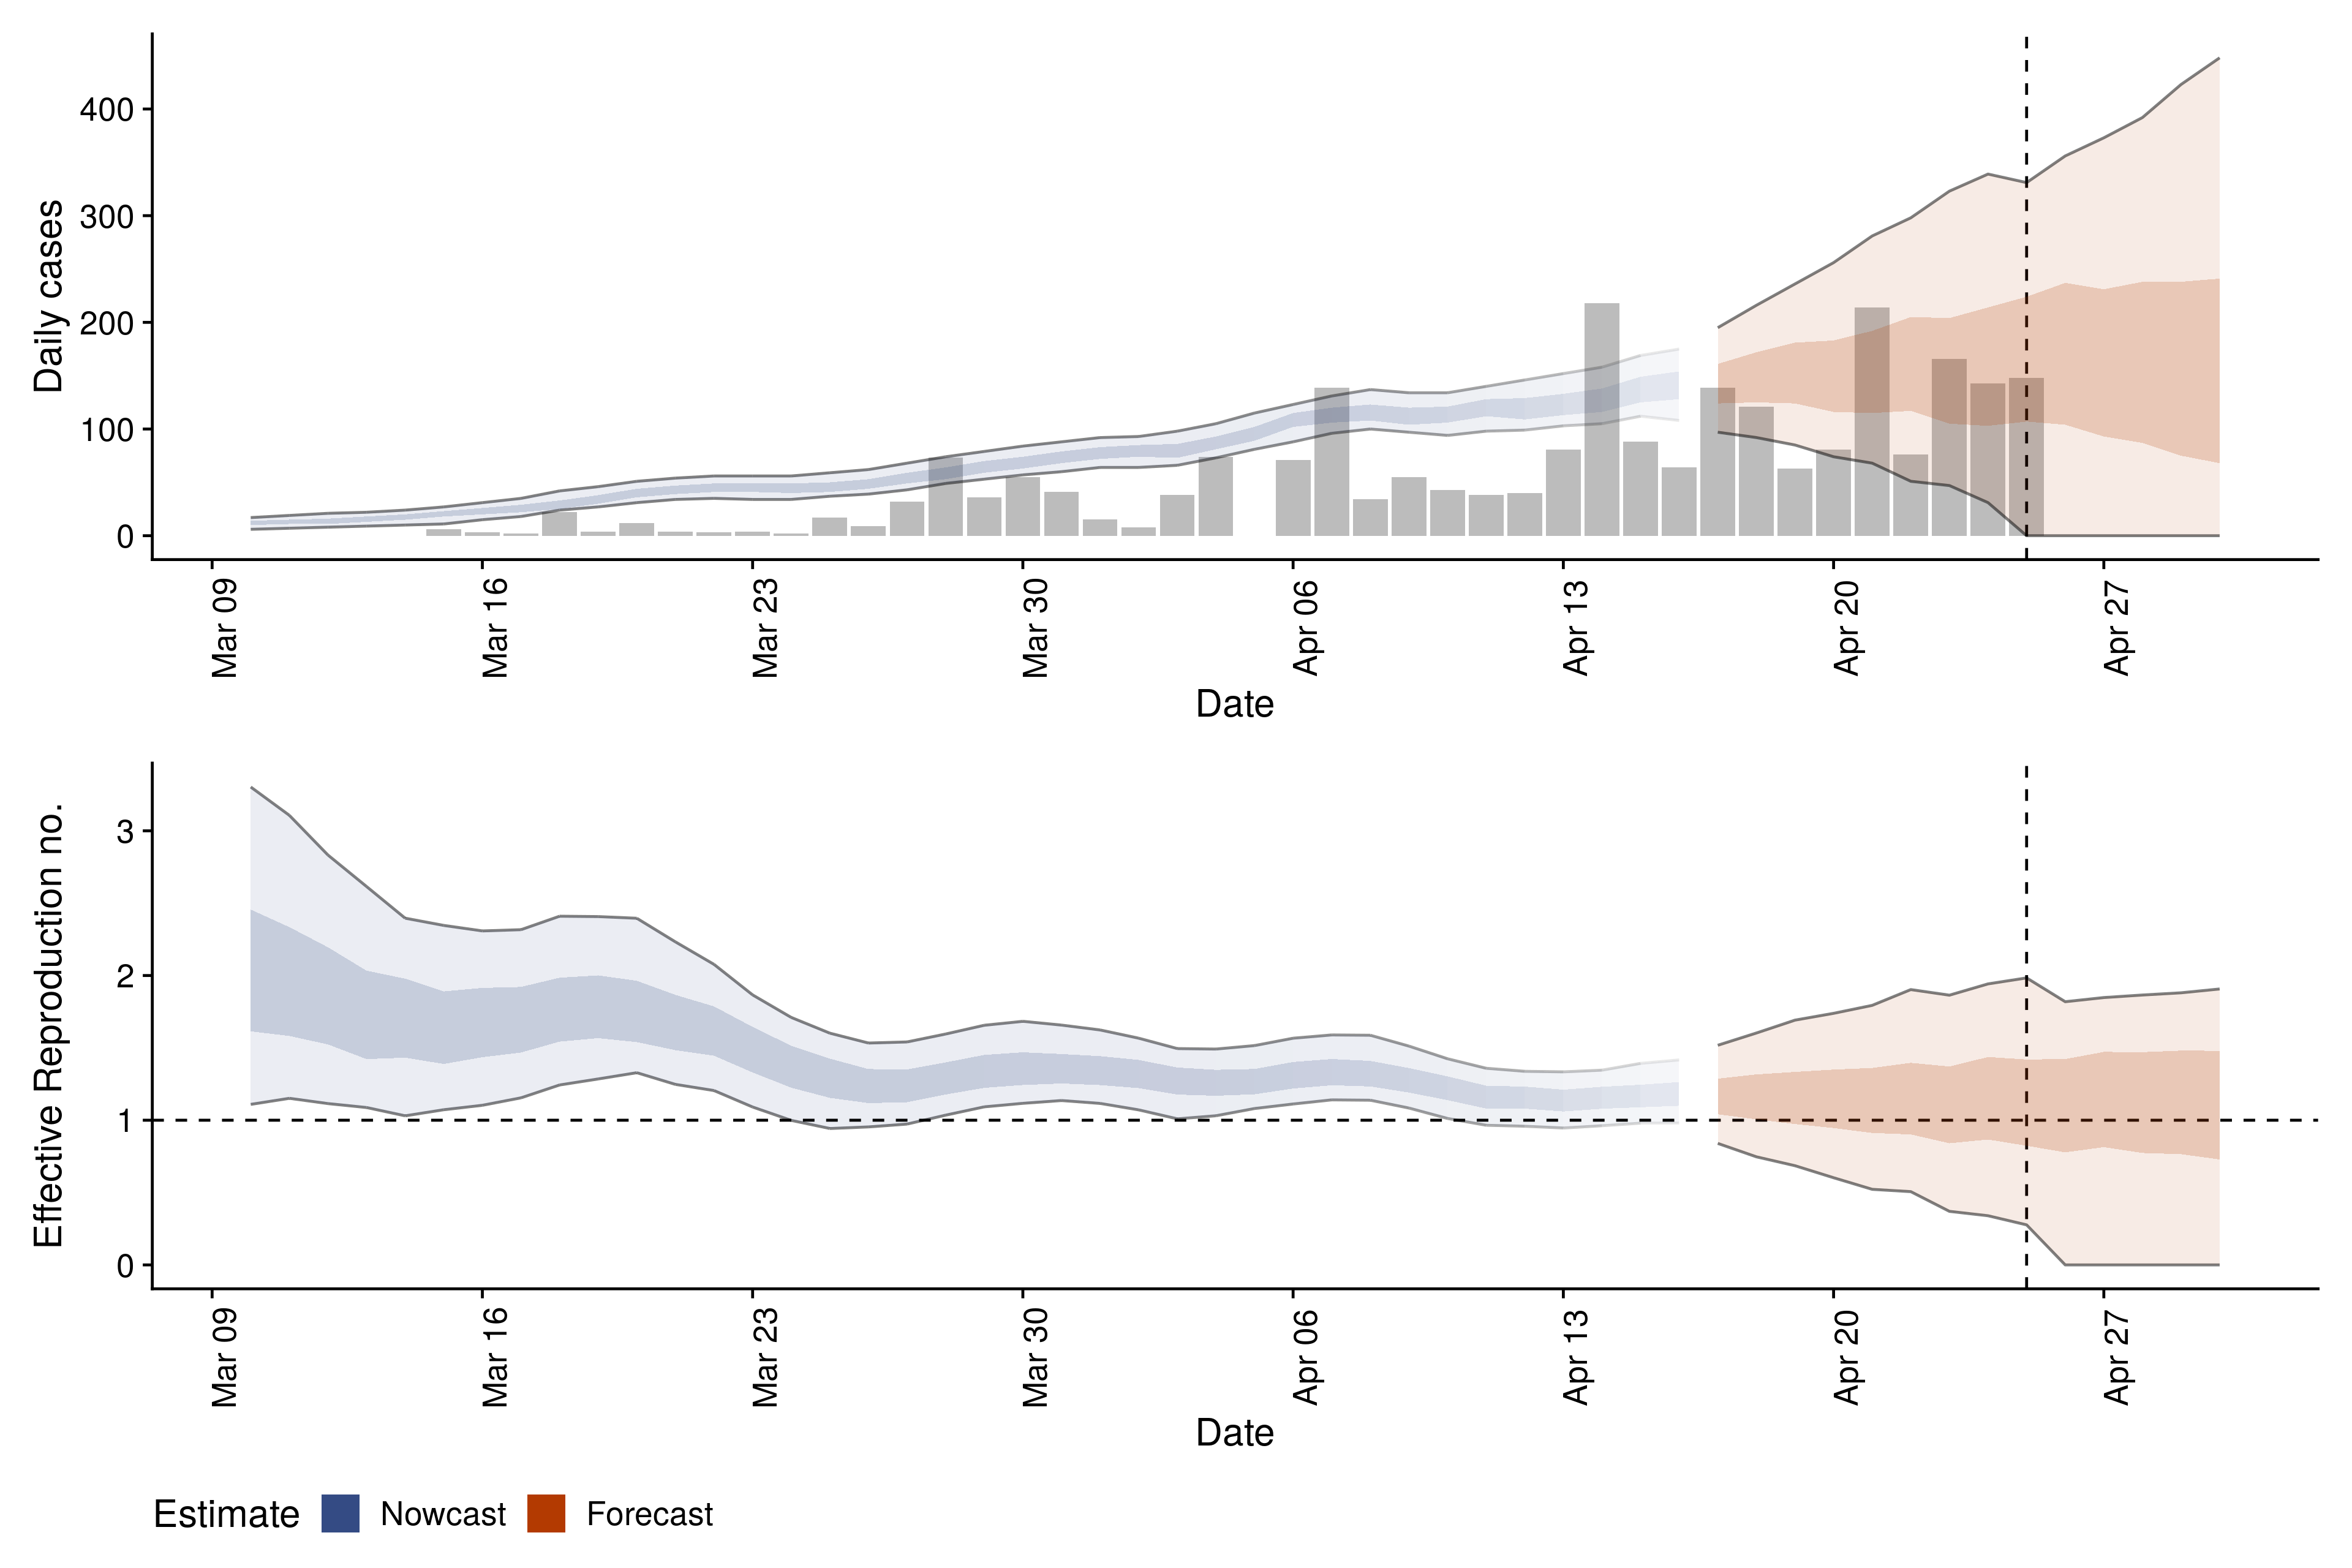 Daily cases
400
300
200
100
0
Mar 09 Mar 16 Mar 23 Mar 30 Apr 06 Apr 13 Apr 20 Apr 27
Date
Effective Reproduction no.
3
2
1
0
Mar 09 Mar 16 Mar 23 Mar 30 Apr 06 Apr 13 Apr 20 Apr 27
Date
Estimate Nowcast Forecast